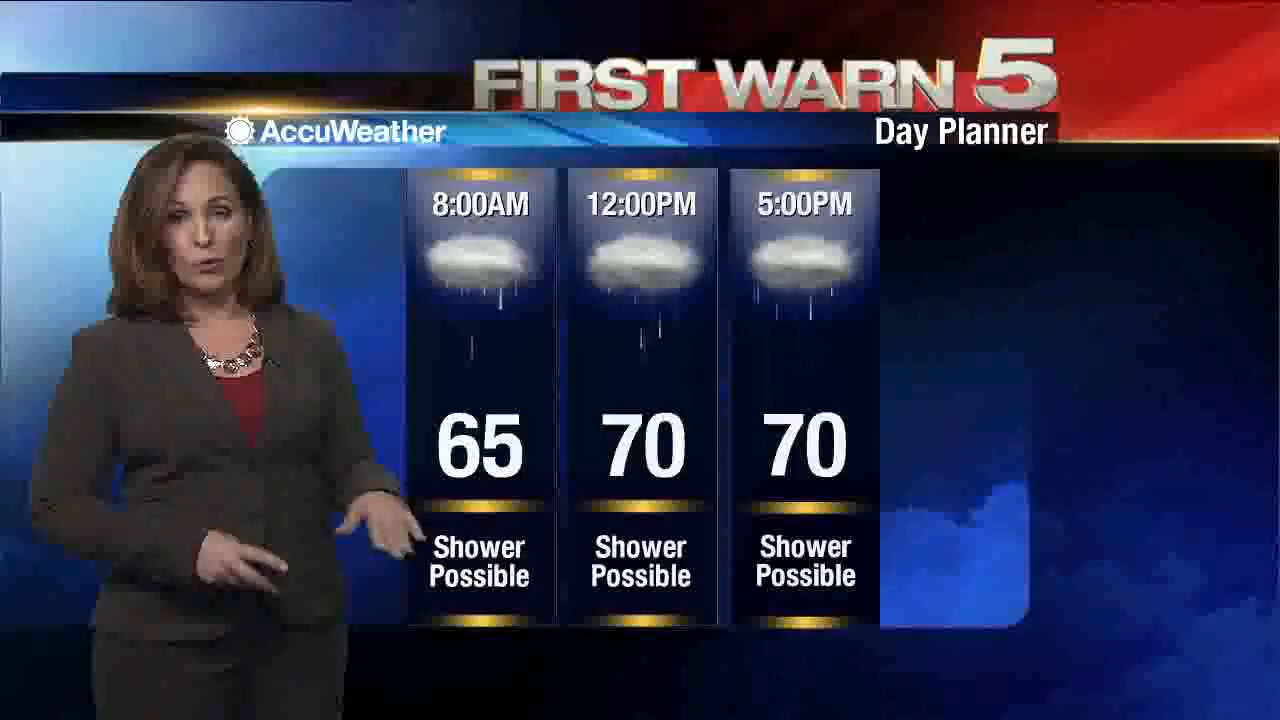 FIRST WARN 5
AccuWeather
Day Planner
8:00AM
12:00PM
5:00PM
65
70
70
Shower
Possible
Shower
Possible
Shower
Possible